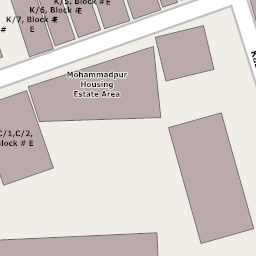 K/5, Block #
K/6, Block # E
K/7, Block #
E
#
Mohammadpur
Housing
Estate Area
C/1,C/2,
Block # E